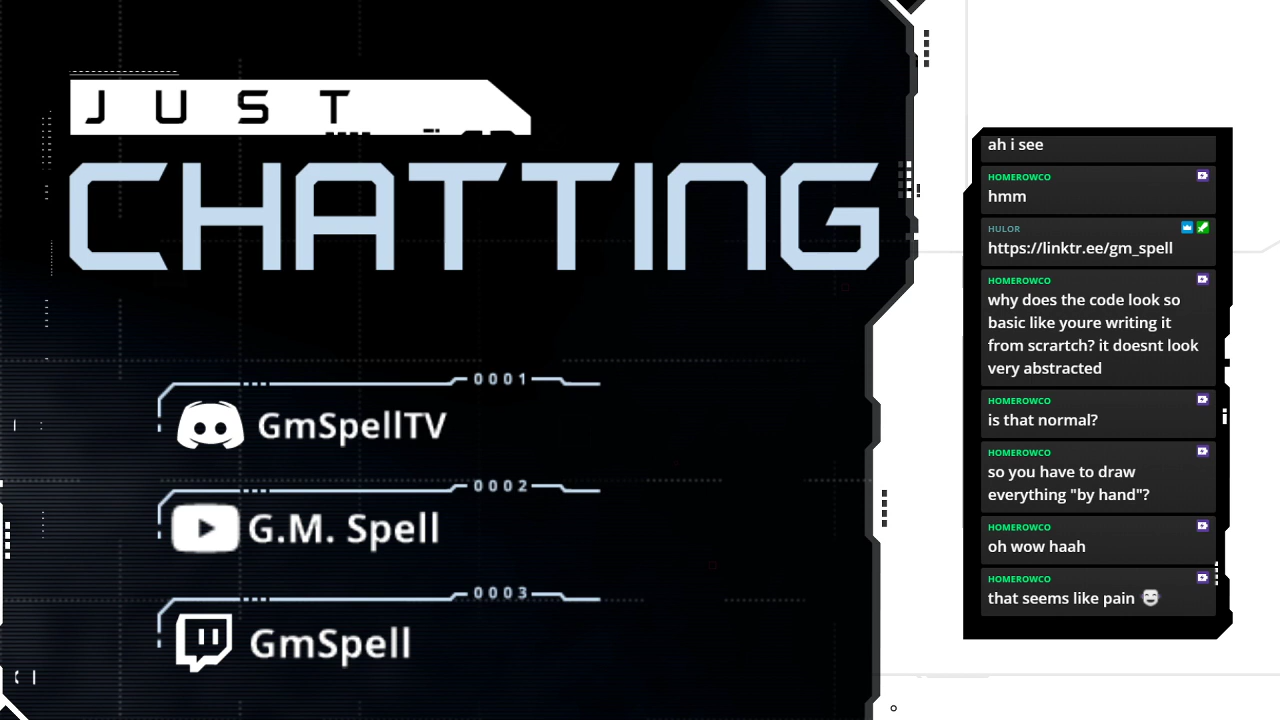 JUST
CHATTING
0001
GmSpellTV
0002
G.M. Spell
0003
GmSpell
ah i see
HOMEROWCO
hmm
HULOR
https://linktr.ee/gm_spell
HOMEROWCO
why does the code look so
basic like youre writing it
from scrartch? it doesnt look
very abstracted
HOMEROWCO
is that normal?
HOMEROWCO
so you have to draw
everything "by hand"?
HOMEROWCO
oh wow haah
HOMEROWCO
that seems like pain